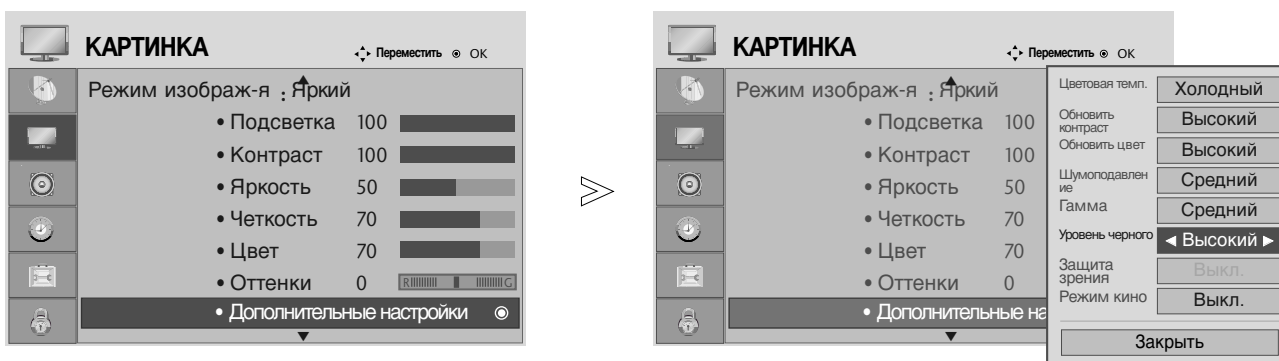 КАРТИНКА Переместить OK
Режим изображ-я : Яркий
• Подсветка 100
• Контраст 100
• Яркость 50
• Четкость 70
• Цвет 70
• Оттенки 0 R G
• Дополнительные настройки
КАРТИНКА Переместить OK
Режим изображ-я : Яркий
• Подсветка 100
• Контраст 100
• Яркость 50
• Четкость 70
• Цвет 70
• Оттенки 0
• Дополнительные на
Цветовая темп. Холодный
Обновить
контраст Высокий
Обновить цвет Высокий
Шумоподавлен
ие Средний
Гамма Средний
Уровень черного ◄ Высокий ►
Защита
зрения Выкл.
Режим кино Выкл.
Закрыть